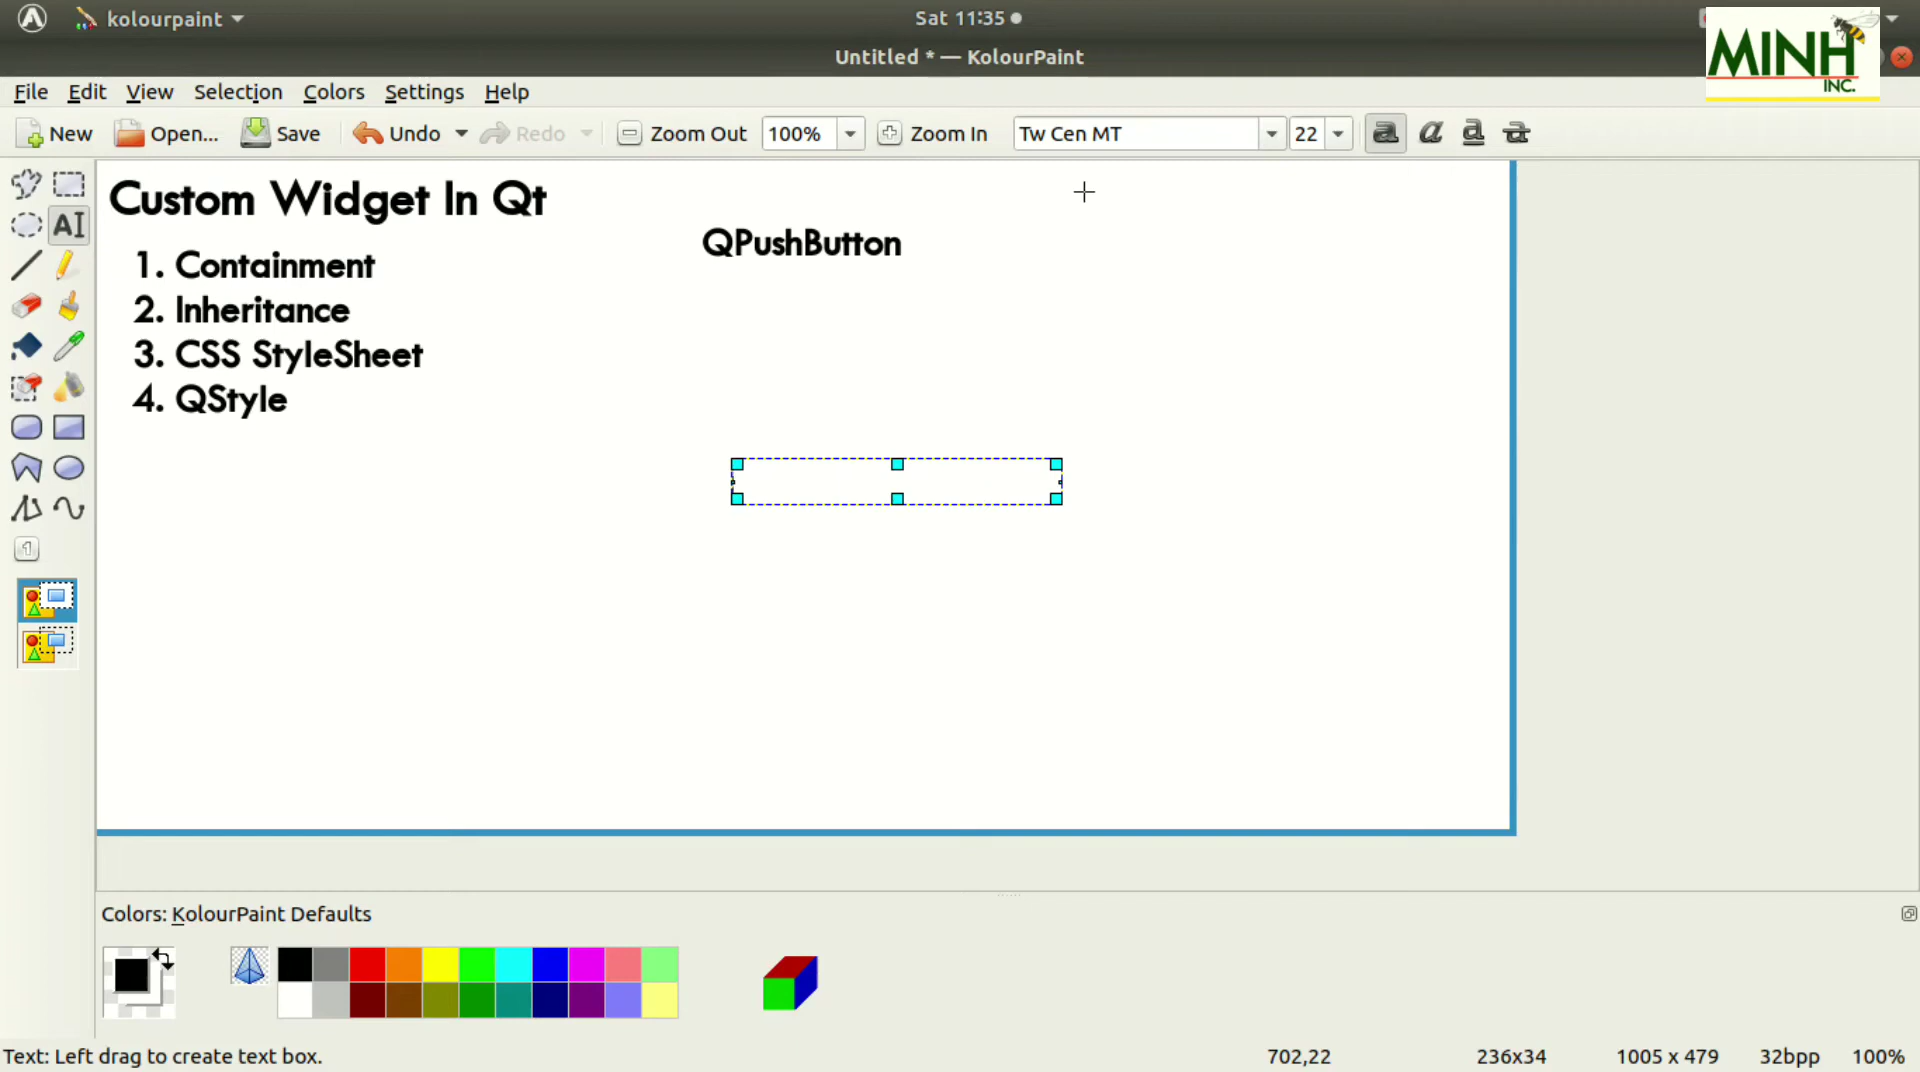 kolourpaint
Sat 11:35
Untitled * — KolourPaint
MINH
INC.
File Edit View Selection Colors Settings Help
New Open... Save Undo Redo Zoom Out 100% Zoom In Tw Cen MT 22 a a a a
AI
Custom Widget In Qt
QPushButton
1. Containment
2. Inheritance
3. CSS StyleSheet
4. QStyle
1
Colors: KolourPaint Defaults
Text: Left drag to create text box. 702,22 236x34 1005 x 479 32bpp 100%